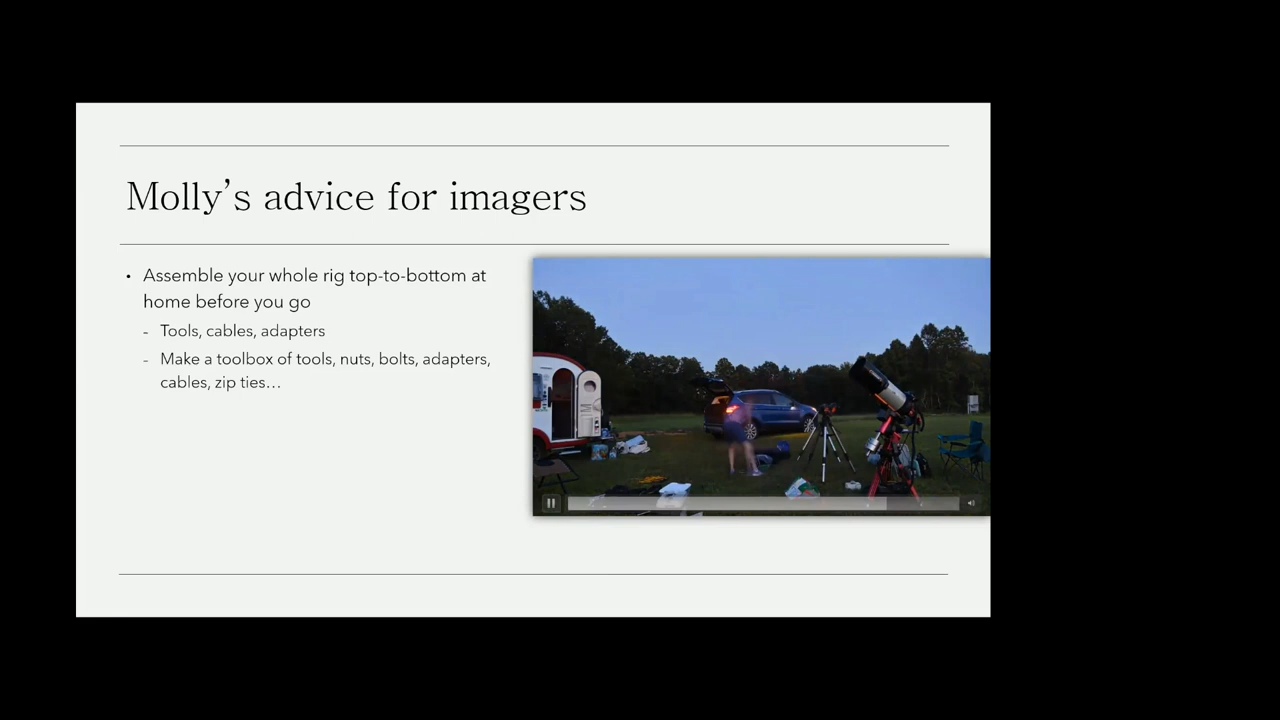 Molly’s advice for imagers
• Assemble your whole rig top-to-bottom at
home before you go
- Tools, cables, adapters
- Make a toolbox of tools, nuts, bolts, adapters,
cables, zip ties…